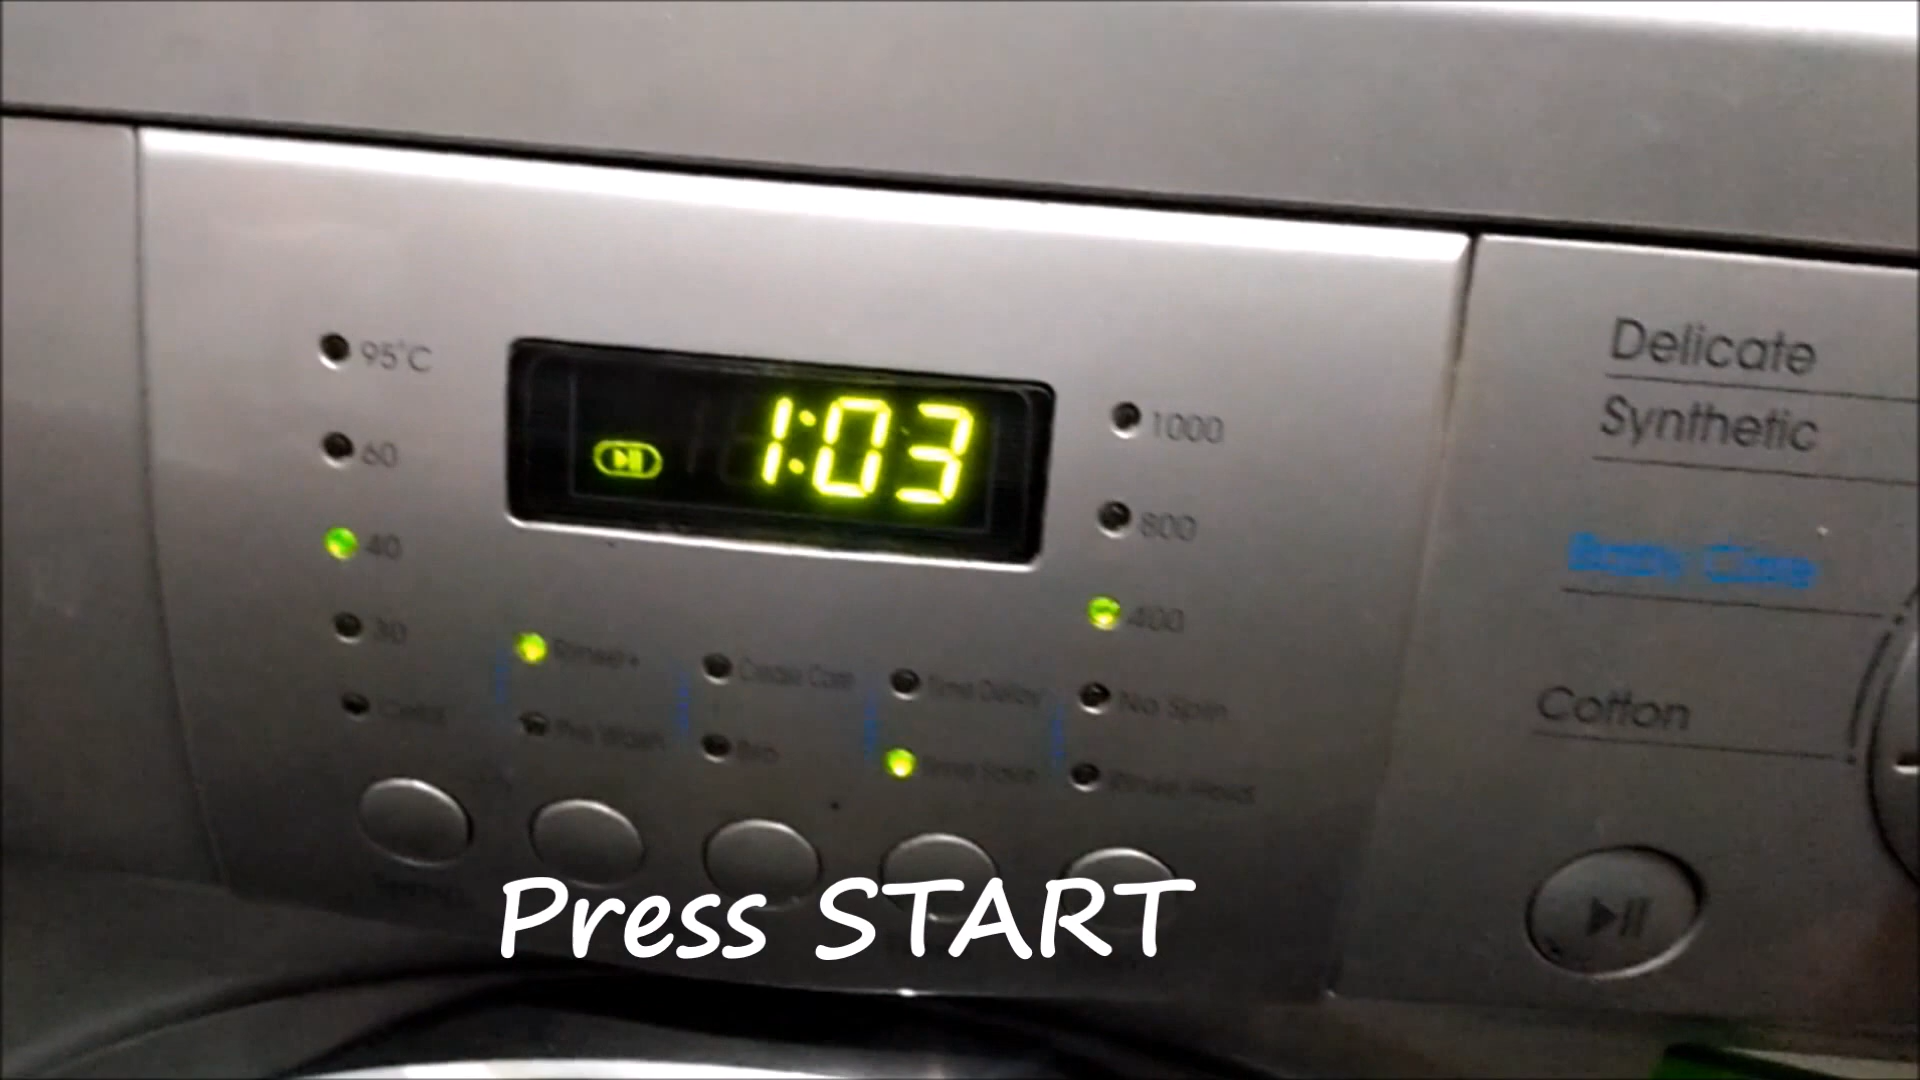 95°C
60
40
30
Cold
1:03
1000
800
400
No Spin
Rinse Hold
Rinse+
Pre Wash
Crease Care
Bio
Time Delay
Time Save
Delicate
Synthetic
Baby Care
Cotton
Press START